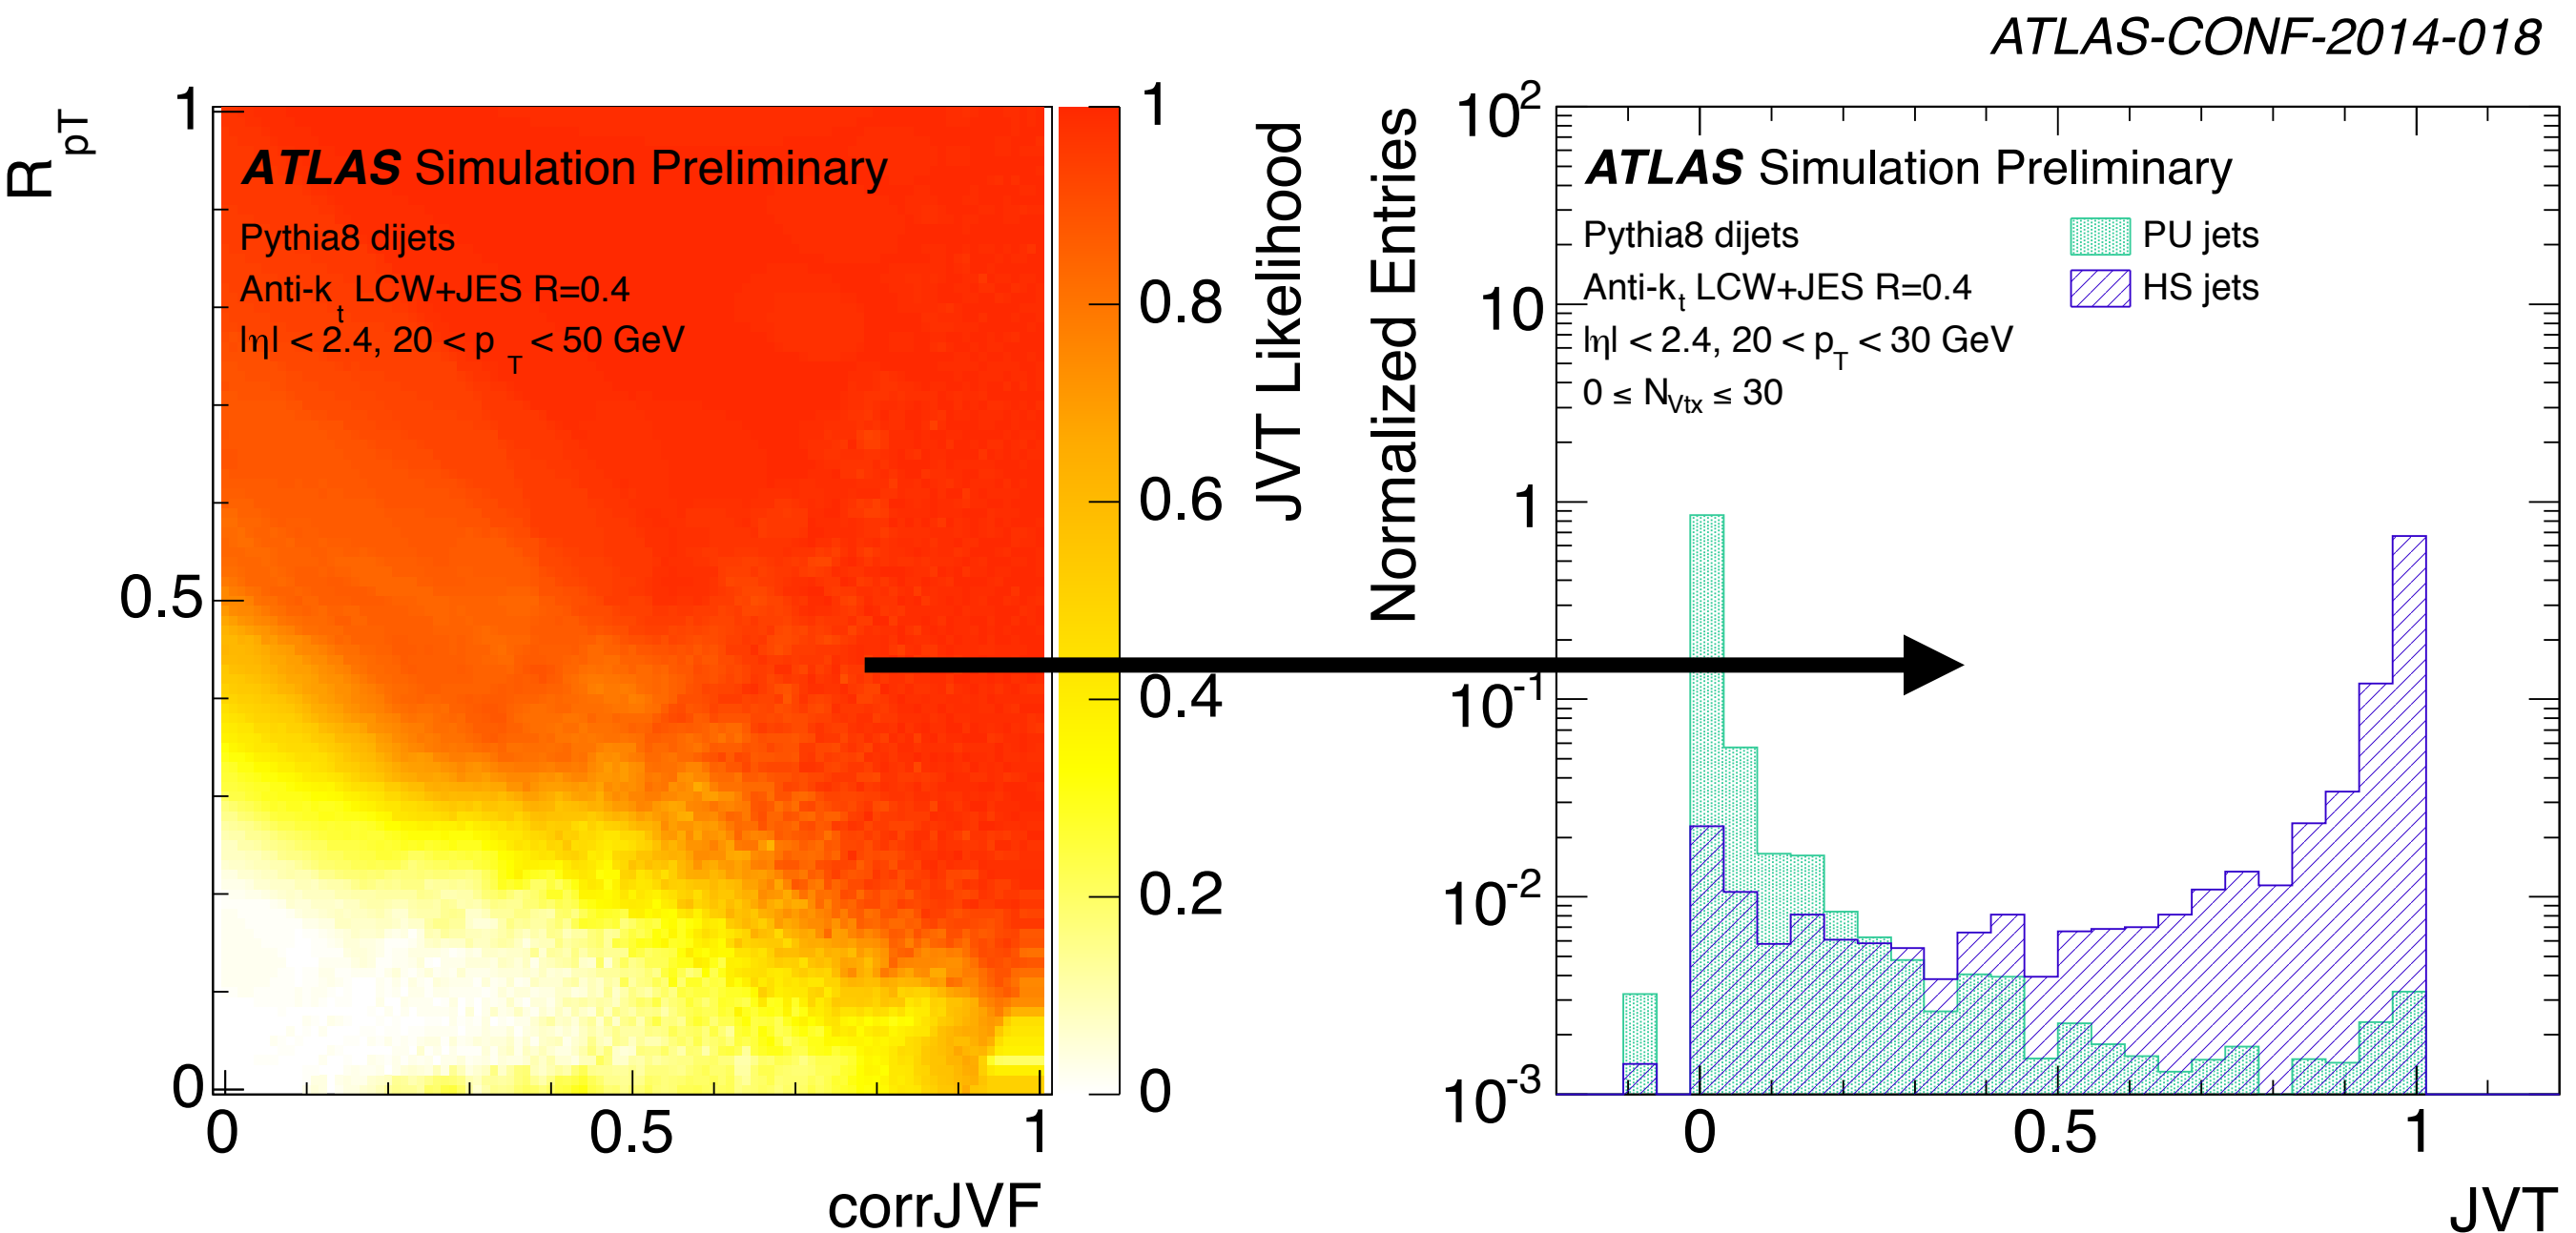 ATLAS-CONF-2014-018
R pT
1
0.5
0
ATLAS Simulation Preliminary
Pythia8 dijets
Anti-k t LCW+JES R=0.4
|η| < 2.4, 20 < p T < 50 GeV
0 0.5 1
corrJVF
1
0.8
0.6
0.4
0.2
0
JVT Likelihood
Normalized Entries
10²
10
1
10⁻¹
10⁻²
10⁻³
ATLAS Simulation Preliminary
Pythia8 dijets
Anti-kt LCW+JES R=0.4
|η| < 2.4, 20 < pT < 30 GeV
0 ≤ NVtx ≤ 30
PU jets
HS jets
0 0.5 1
JVT